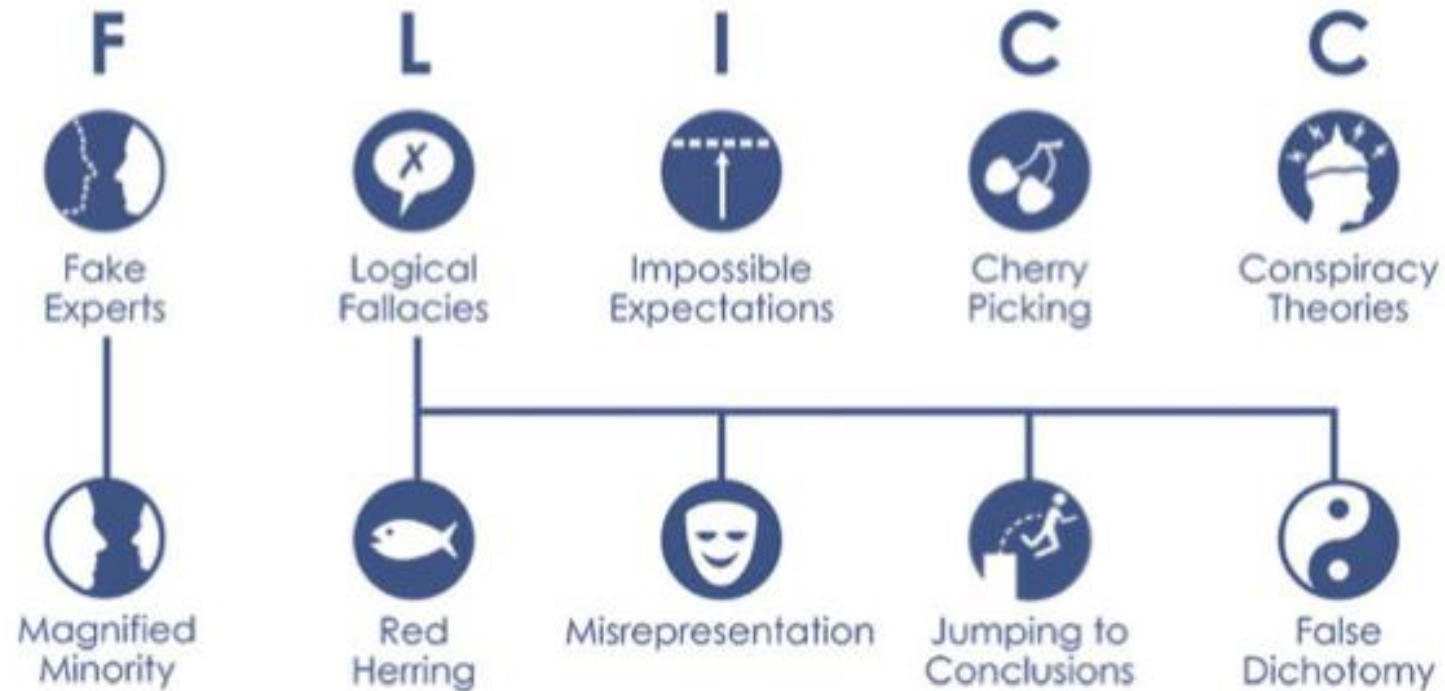 F L I C C
Fake
Experts
Logical
Fallacies
Impossible
Expectations
Cherry
Picking
Conspiracy
Theories
Magnified
Minority
Red
Herring
Misrepresentation
Jumping to
Conclusions
False
Dichotomy